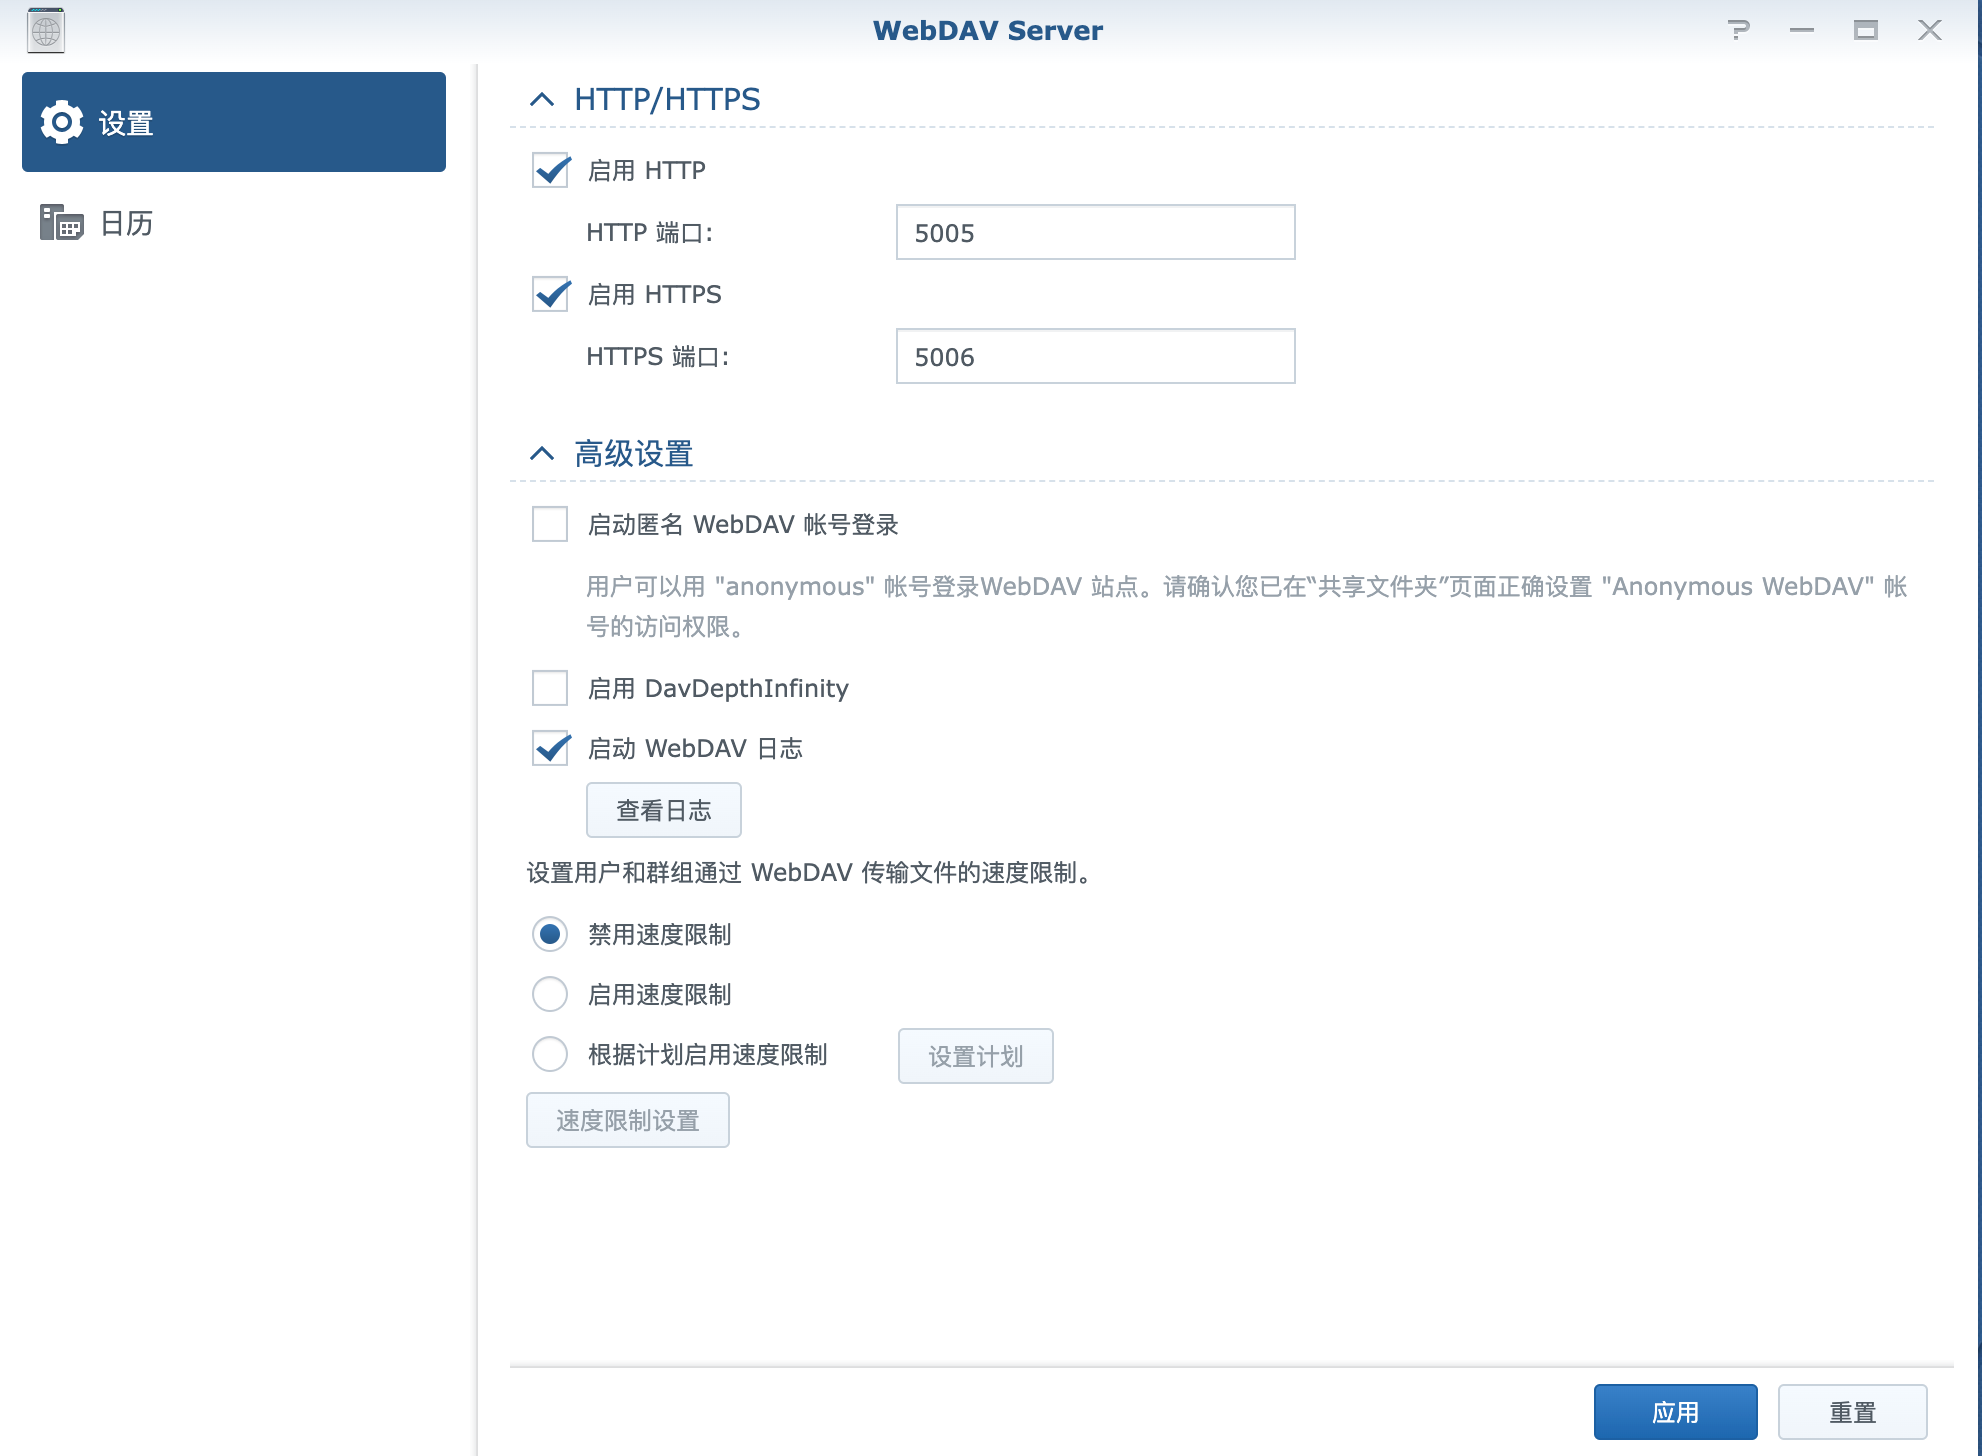 WebDAV Server
设置
日历
HTTP/HTTPS
启用 HTTP
HTTP 端口:
5005
启用 HTTPS
HTTPS 端口:
5006
高级设置
启动匿名 WebDAV 帐号登录
用户可以用 "anonymous" 帐号登录WebDAV 站点。请确认您已在“共享文件夹”页面正确设置 "Anonymous WebDAV" 帐
号的访问权限。
启用 DavDepthInfinity
启动 WebDAV 日志
查看日志
设置用户和群组通过 WebDAV 传输文件的速度限制。
禁用速度限制
启用速度限制
根据计划启用速度限制
设置计划
速度限制设置
应用
重置